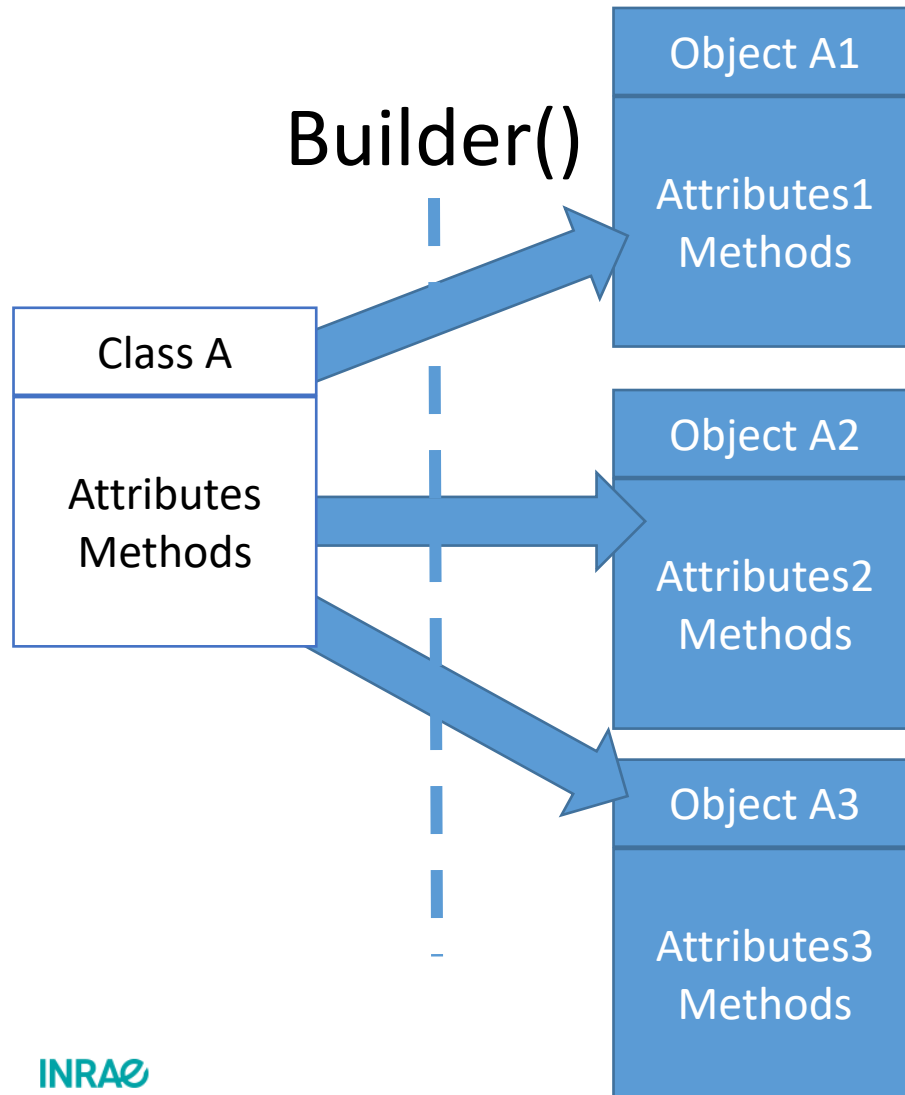 Builder()
Class A
Attributes
Methods
Object A1
Attributes1
Methods
Object A2
Attributes2
Methods
Object A3
Attributes3
Methods
INRAE